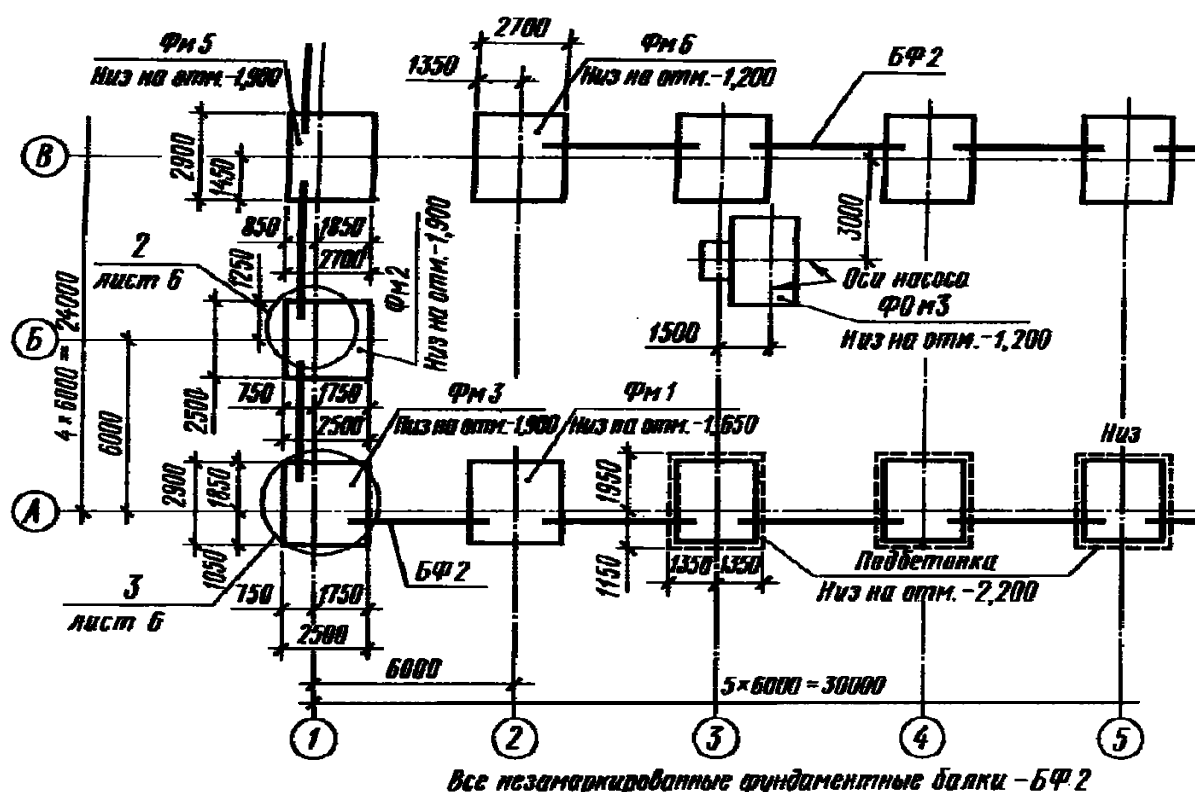 Фм 5
Низ на отм.-1,900
2700
1350
Фм 6
Низ на отм.-1,200
БФ 2
В
2900
1450
850
1850
2700
1250
Фм2
Низ на отм.-1,900
3000
2
лист 6
Оси насоса
ФОм3
Низ на отм.-1,200
1500
Б
4 × 6000 = 24000
6000
2500
750
1750
2500
Фм 3
Низ на отм.-1,900
Фм 1
Низ на отм.-1,650
Низ
2900
1850
1050
1950
1150
А
БФ 2
1350
1350
Подбетонка
Низ на отм.-2,200
3
лист 6
750
1750
2500
6000
5×6000 = 30000
1
2
3
4
5
Все незамаркированные фундаментные балки – БФ 2